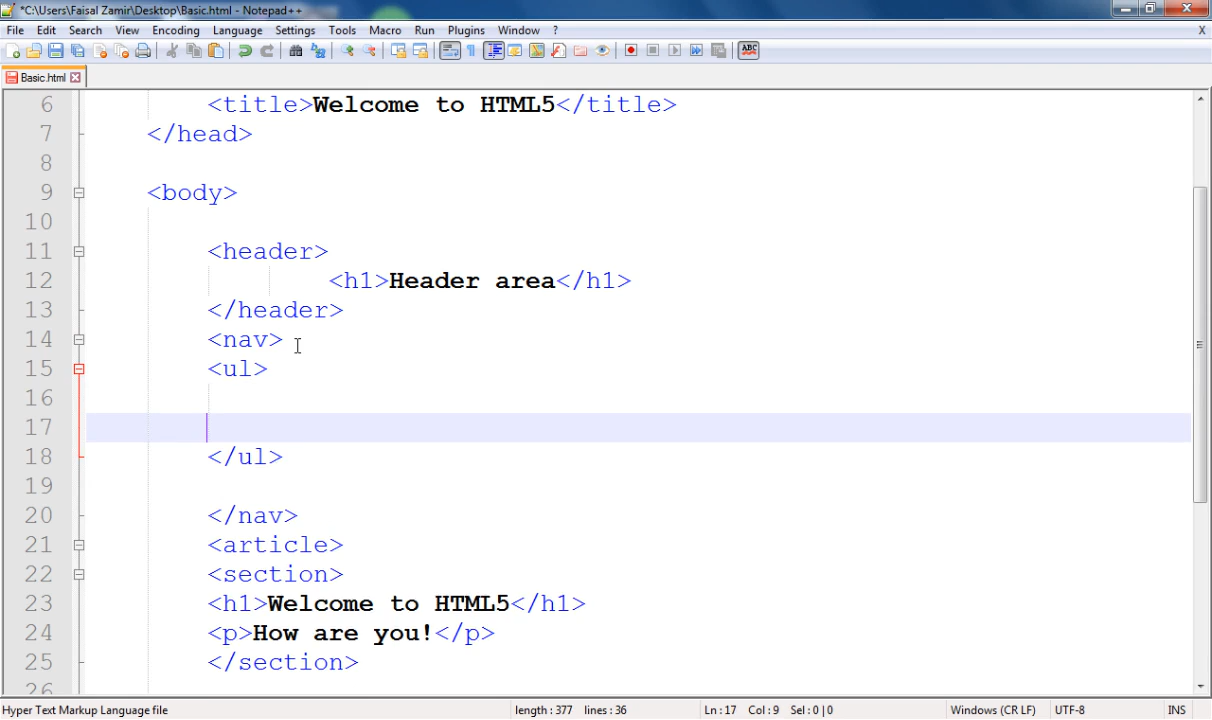 *C:\Users\Faisal Zamir\Desktop\Basic.html - Notepad++
File Edit Search View Encoding Language Settings Tools Macro Run Plugins Window ? X
ABC
Basic.html
6 <title>Welcome to HTML5</title>
7 </head>
8
9 <body>
10
11 <header>
12 <h1>Header area</h1>
13 </header>
14 <nav>
15 <ul>
16
17
18 </ul>
19
20 </nav>
21 <article>
22 <section>
23 <h1>Welcome to HTML5</h1>
24 <p>How are you!</p>
25 </section>
26
Hyper Text Markup Language file length : 377 lines : 36 Ln : 17 Col : 9 Sel : 0 | 0 Windows (CR LF) UTF-8 INS